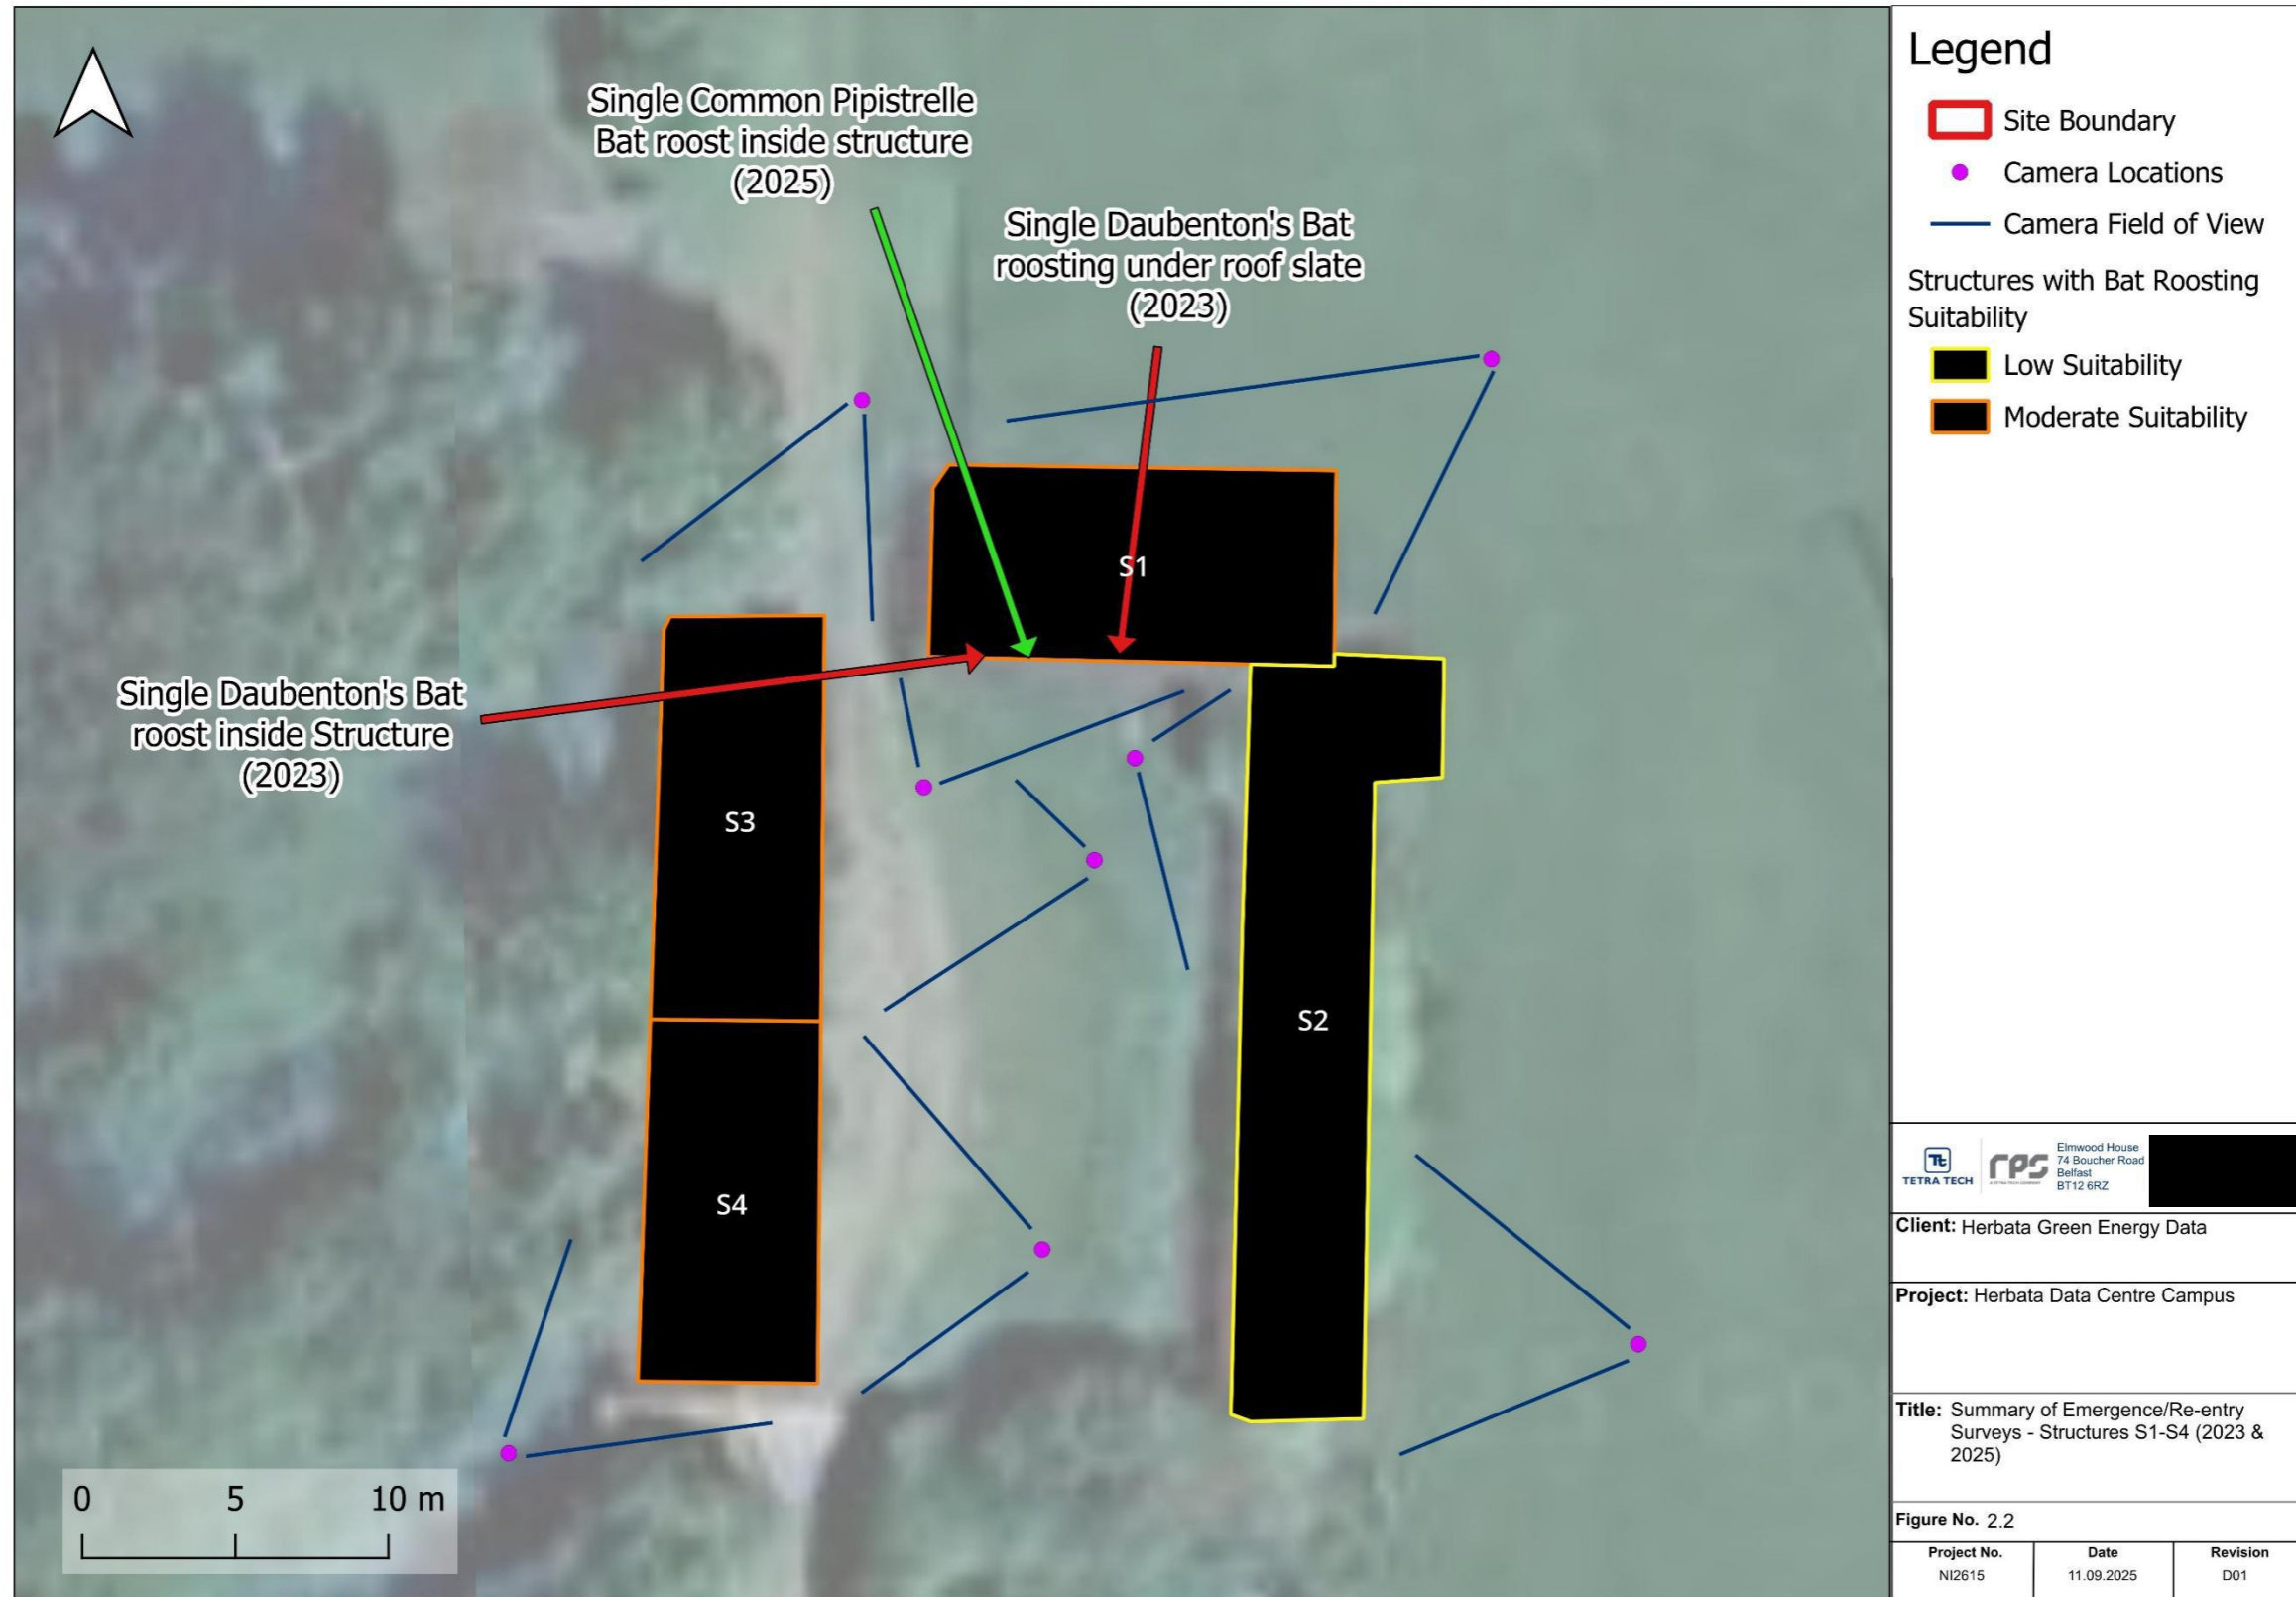 Single Common Pipistrelle
Bat roost inside structure
(2025)
Single Daubenton's Bat
roosting under roof slate
(2023)
Single Daubenton's Bat
roost inside Structure
(2023)
S1
S3
S2
S4
0 5 10 m
Legend
Site Boundary
Camera Locations
Camera Field of View
Structures with Bat Roosting
Suitability
Low Suitability
Moderate Suitability
TETRA TECH
rps
Elmwood House
74 Boucher Road
Belfast
BT12 6RZ
Client: Herbata Green Energy Data
Project: Herbata Data Centre Campus
Title: Summary of Emergence/Re-entry
Surveys - Structures S1-S4 (2023 &
2025)
Figure No. 2.2
Project No. Date Revision
NI2615 11.09.2025 D01